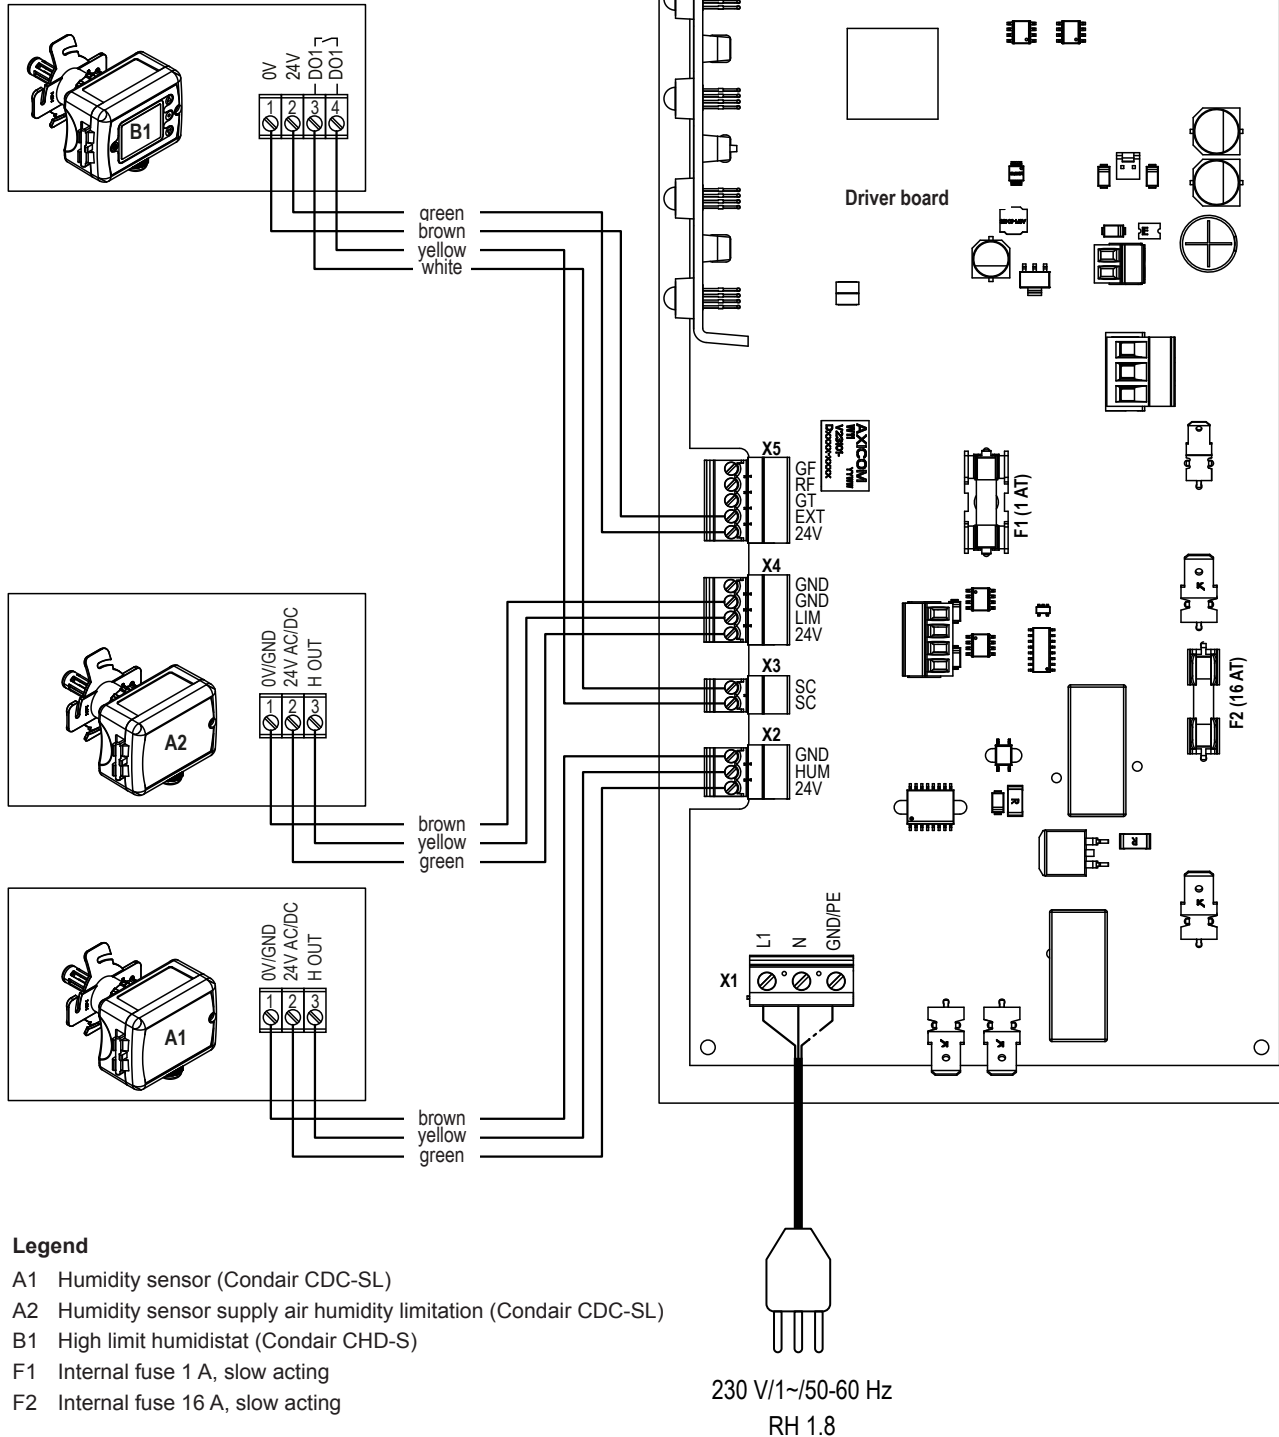 B1
0V
24V
DO1
DO1
1 2 3 4
green
brown
yellow
white
Driver board
AXICOM
W11 YYWW
V23101-
Dxxxx-xxxx
X5
GF
RF
GT
EXT
24V
F1 (1 AT)
X4
GND
GND
LIM
24V
F2 (16 AT)
X3
SC
SC
X2
GND
HUM
24V
A2
0V/GND
24V AC/DC
H OUT
1 2 3
brown
yellow
green
A1
0V/GND
24V AC/DC
H OUT
1 2 3
brown
yellow
green
X1
L1
N
GND/PE
Legend
A1 Humidity sensor (Condair CDC-SL)
A2 Humidity sensor supply air humidity limitation (Condair CDC-SL)
B1 High limit humidistat (Condair CHD-S)
F1 Internal fuse 1 A, slow acting
F2 Internal fuse 16 A, slow acting
230 V/1~/50-60 Hz
RH 1.8